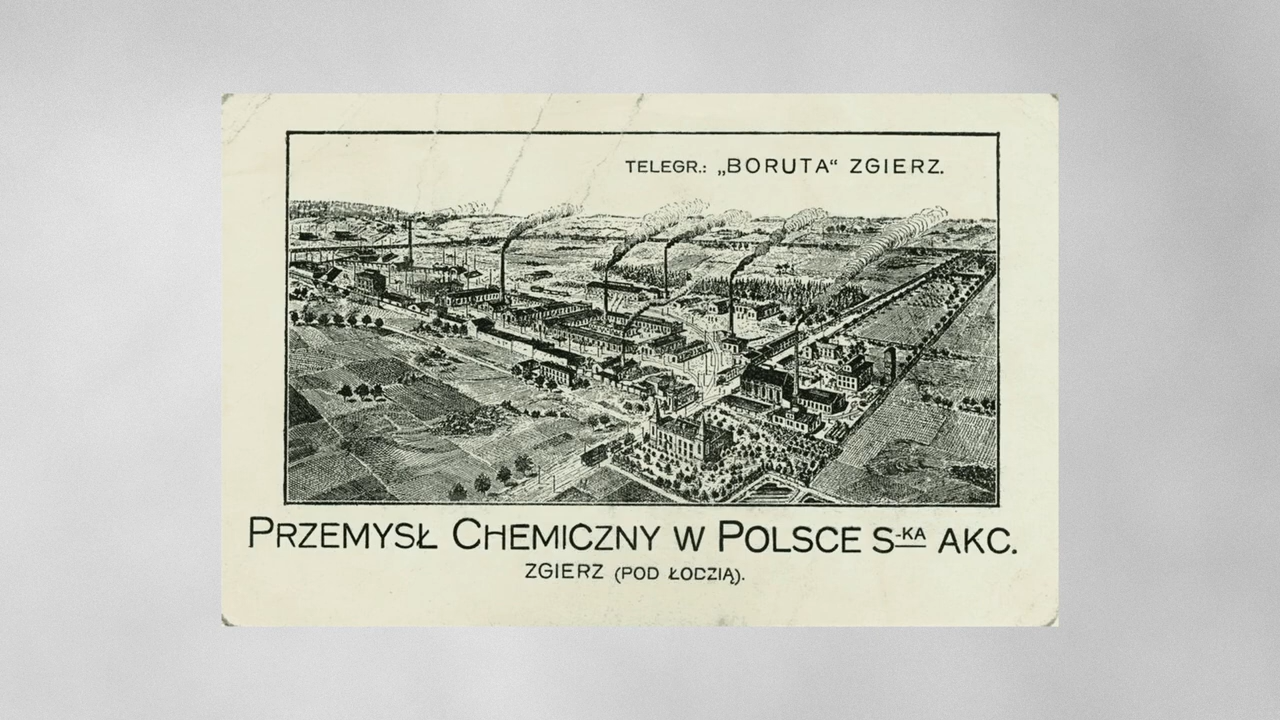 TELEGR.: „BORUTA“ ZGIERZ.
PRZEMYSŁ CHEMICZNY W POLSCE S-KA AKC.
ZGIERZ (POD ŁODZIĄ).